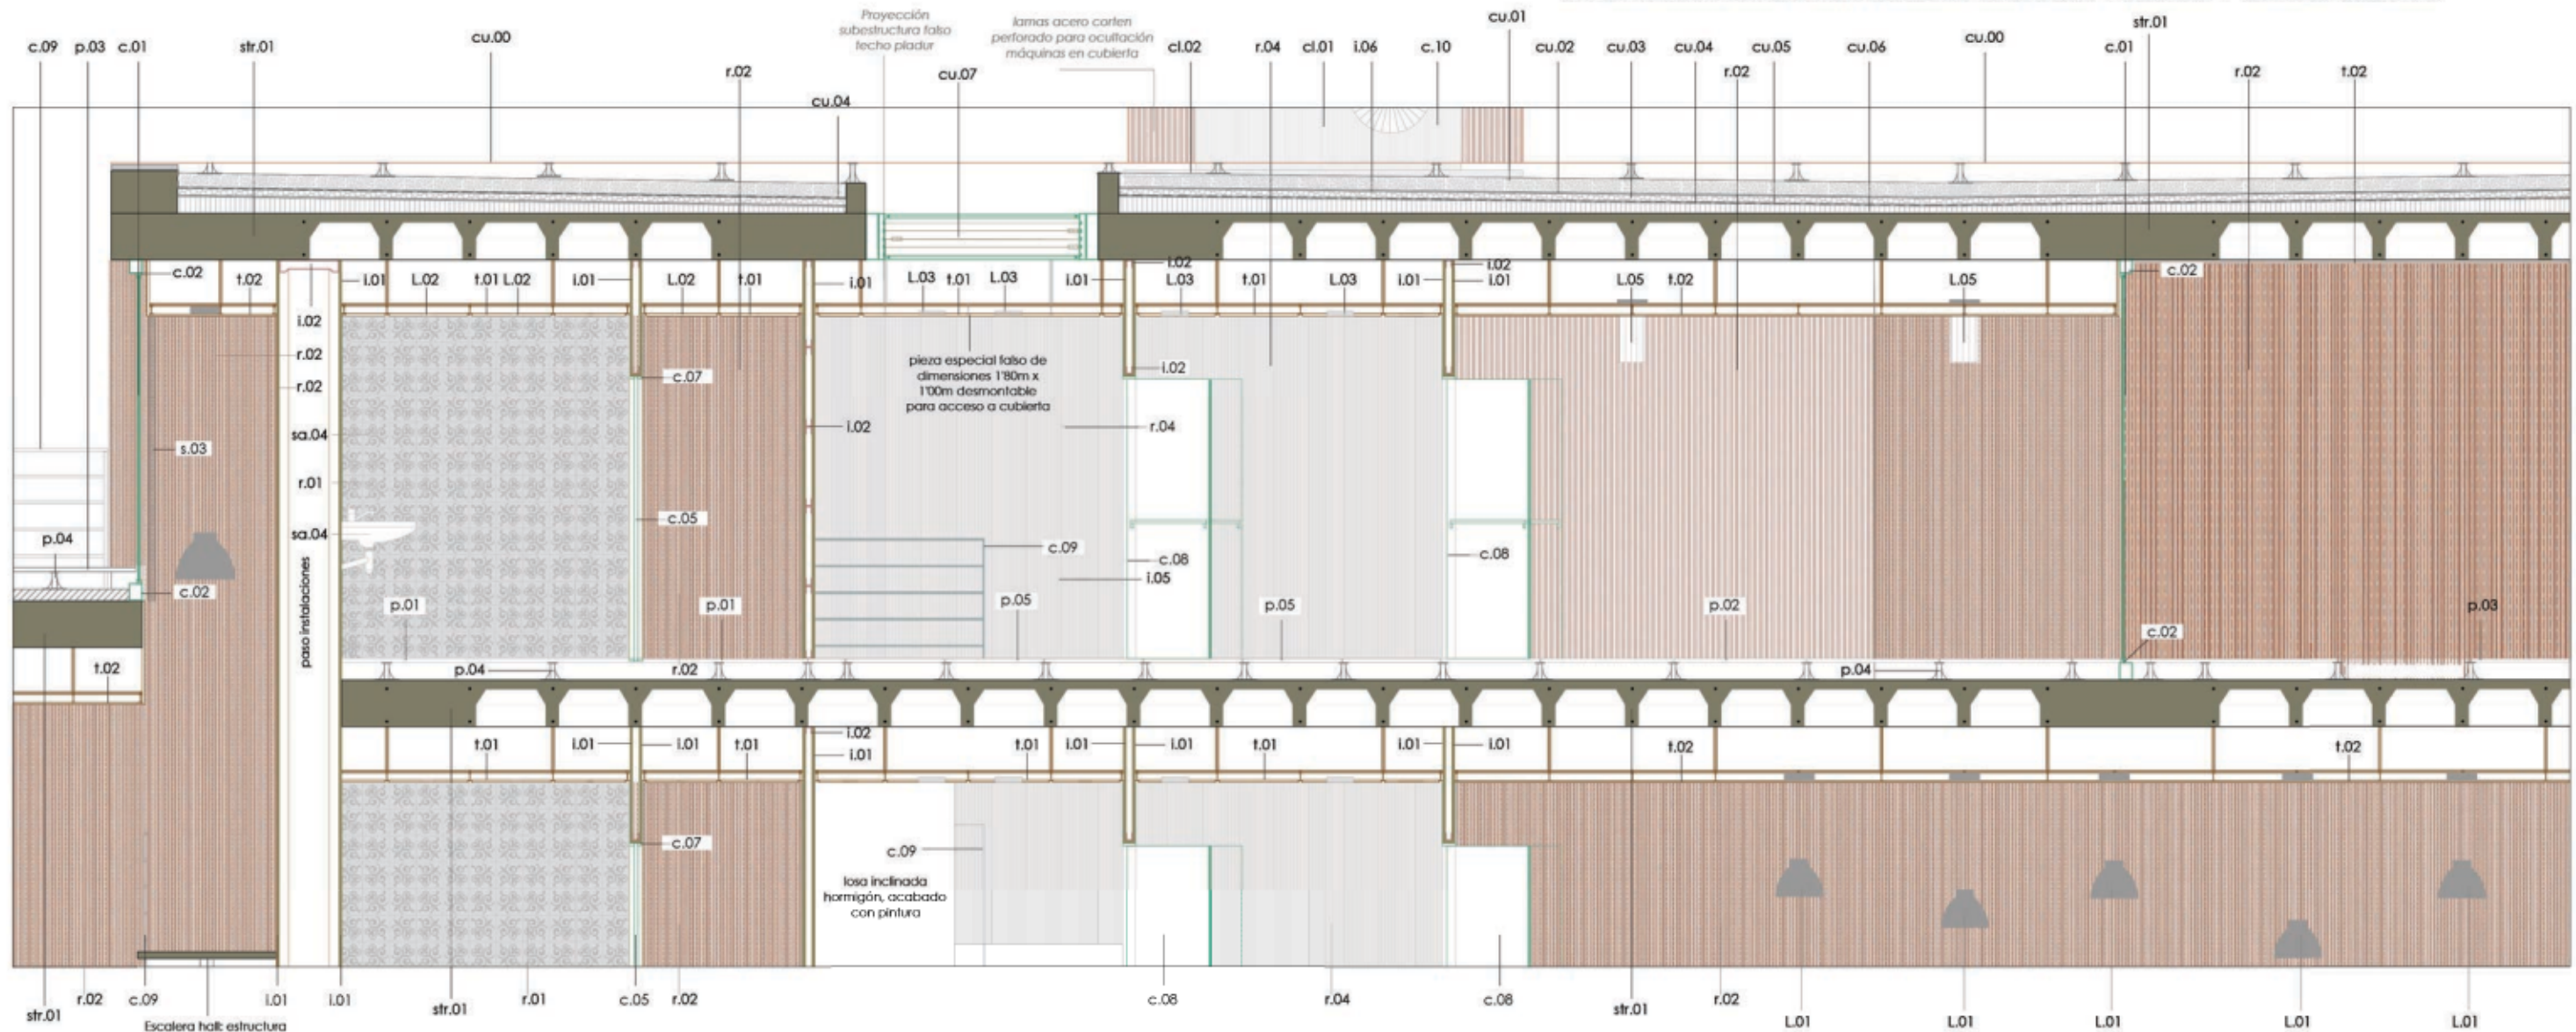 Proyección
subestructura falso
techo pladur
lamas acero corten
perforado para ocultación
máquinas en cubierta
cu.01
str.01
c.09 p.03 c.01 str.01 cu.00 cl.02 r.04 cl.01 i.06 c.10 cu.02 cu.03 cu.04 cu.05 cu.06 cu.00 c.01
r.02 cu.07 r.02 r.02 t.02
cu.04
c.02 t.02 i.01 L.02 t.01 L.02 i.01 L.02 t.01 i.01 L.03 t.01 L.03 i.01 i.02 L.03 t.01 L.03 i.01 i.02 i.01 L.05 t.02 L.05 c.02
i.02
r.02
r.02
pieza especial falso de
dimensiones 1'80m x
1'00m desmontable
para acceso a cubierta
c.07 i.02
i.02 r.04
sa.04
s.03
r.01
c.05
sa.04
p.04
c.09 c.08 c.08
i.05
c.02
paso instalaciones
p.01 p.01 p.05 p.05 p.02 p.03
c.02
t.02 p.04 r.02 p.04
i.02
t.01 i.01 i.01 t.01 i.01 t.01 i.01 i.01 t.01 i.01 i.01 t.02 t.02
c.07
c.09
losa inclinada
hormigón, acabado
con pintura
str.01 r.02 c.09 i.01 i.01 str.01 r.01 c.05 r.02 c.08 r.04 c.08 str.01 r.02
L.01 L.01 L.01 L.01 L.01
Escalera hall: estructura